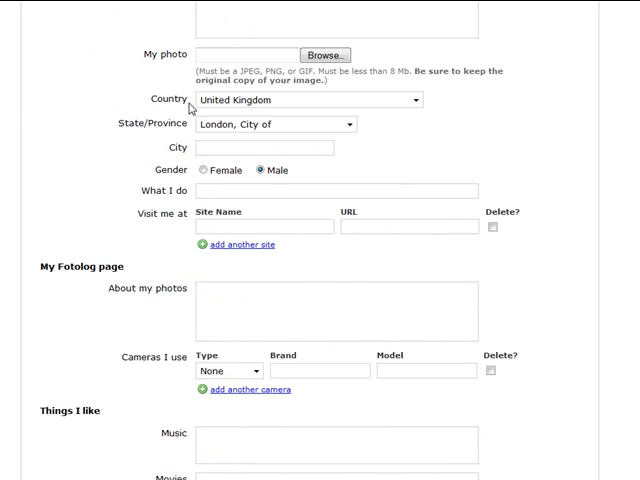 My photo Browse..
(Must be a JPEG, PNG, or GIF. Must be less than 8 Mb. Be sure to keep the
original copy of your image.)
Country United Kingdom
State/Province London, City of
City
Gender Female Male
What I do
Visit me at Site Name URL Delete?
add another site
My Fotolog page
About my photos
Cameras I use Type Brand Model Delete?
None
add another camera
Things I like
Music
Movies